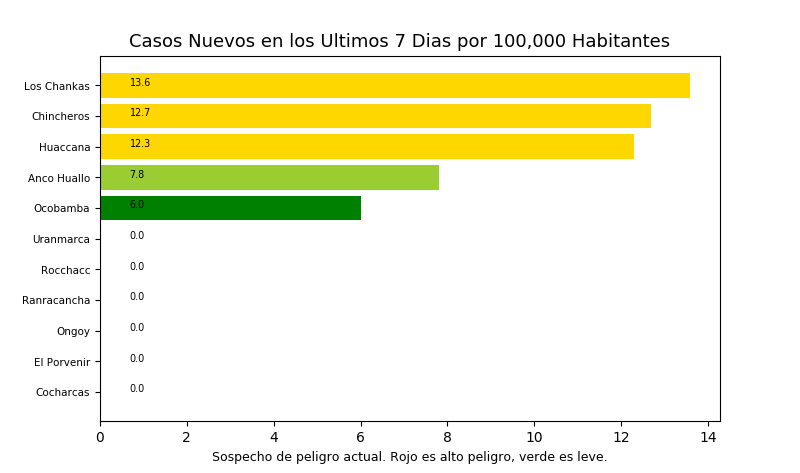 Casos Nuevos en los Ultimos 7 Dias por 100,000 Habitantes
Los Chankas 13.6
Chincheros 12.7
Huaccana 12.3
Anco Huallo 7.8
Ocobamba 6.0
Uranmarca 0.0
Rocchacc 0.0
Ranracancha 0.0
Ongoy 0.0
El Porvenir 0.0
Cocharcas 0.0
0 2 4 6 8 10 12 14
Sospecho de peligro actual. Rojo es alto peligro, verde es leve.